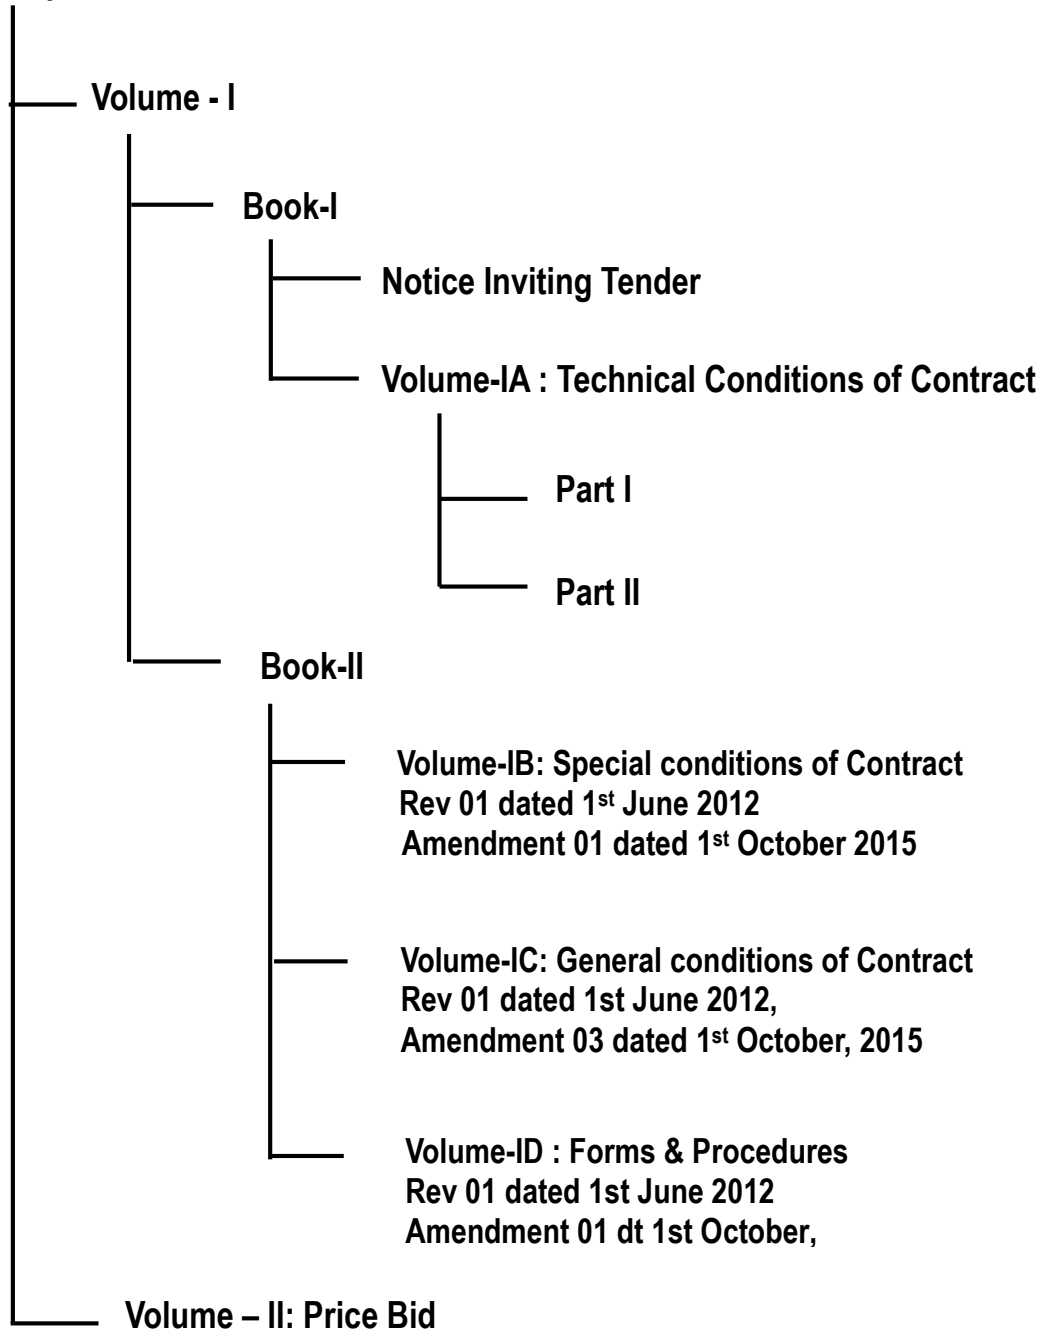 Volume - I
Book-I
Notice Inviting Tender
Volume-IA : Technical Conditions of Contract
Part I
Part II
Book-II
Volume-IB: Special conditions of Contract
Rev 01 dated 1st June 2012
Amendment 01 dated 1st October 2015
Volume-IC: General conditions of Contract
Rev 01 dated 1st June 2012,
Amendment 03 dated 1st October, 2015
Volume-ID : Forms & Procedures
Rev 01 dated 1st June 2012
Amendment 01 dt 1st October,
Volume – II: Price Bid